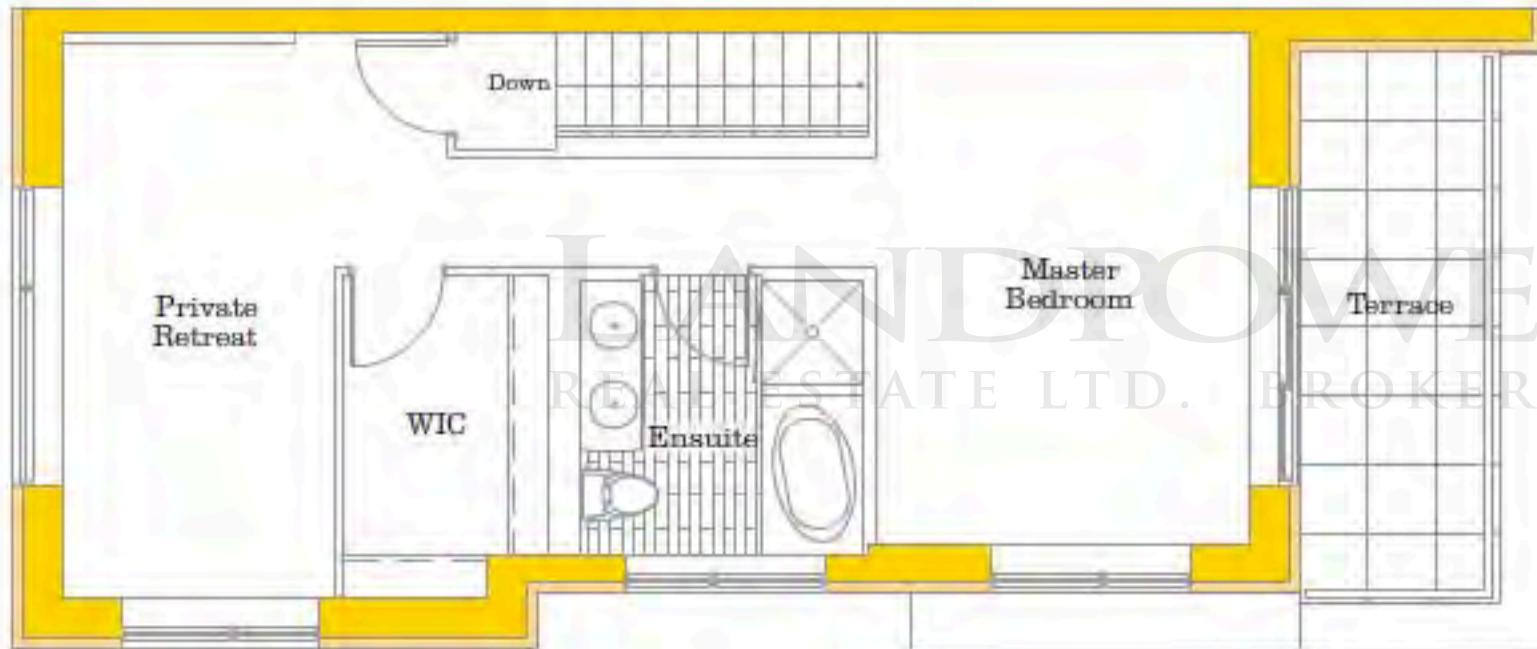 Down
Private
Retreat
WIC
Ensuite
Master
Bedroom
Terrace
LANDPOWE
REAL ESTATE LTD. BROKER